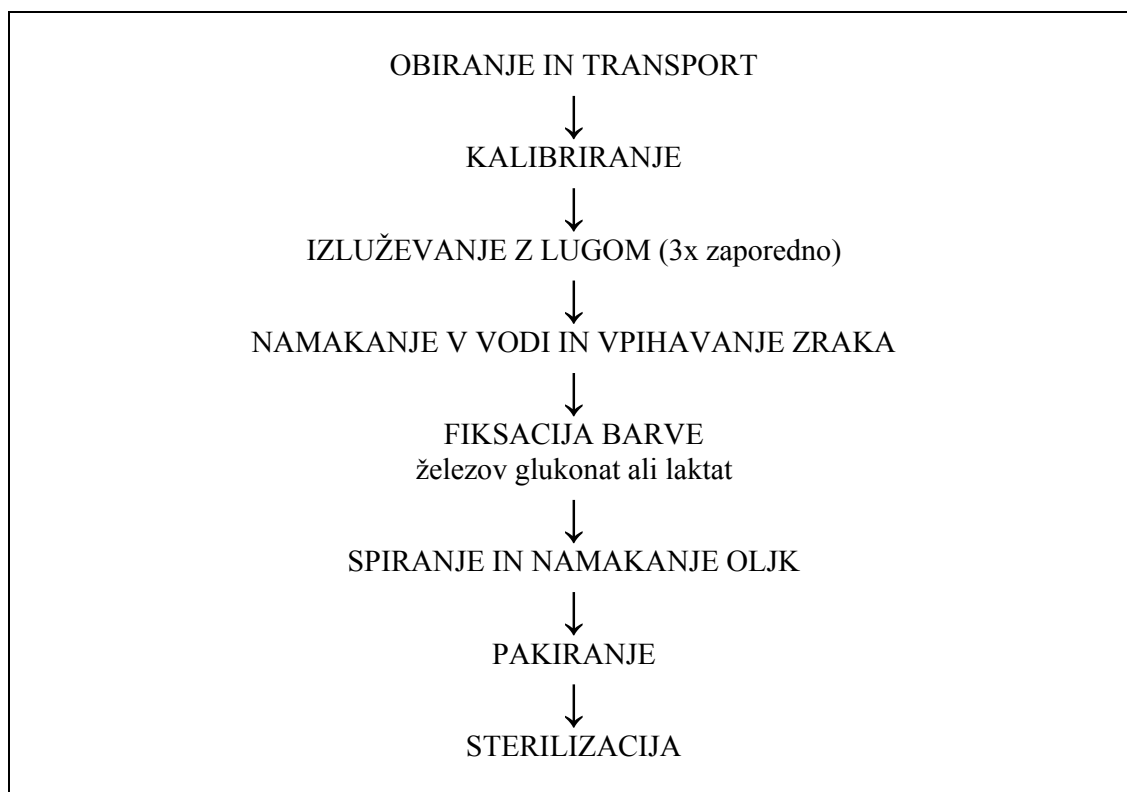 OBIRANJE IN TRANSPORT
KALIBRIRANJE
IZLUŽEVANJE Z LUGOM (3x zaporedno)
NAMAKANJE V VODI IN VPIHAVANJE ZRAKA
FIKSACIJA BARVE
železov glukonat ali laktat
SPIRANJE IN NAMAKANJE OLJK
PAKIRANJE
STERILIZACIJA